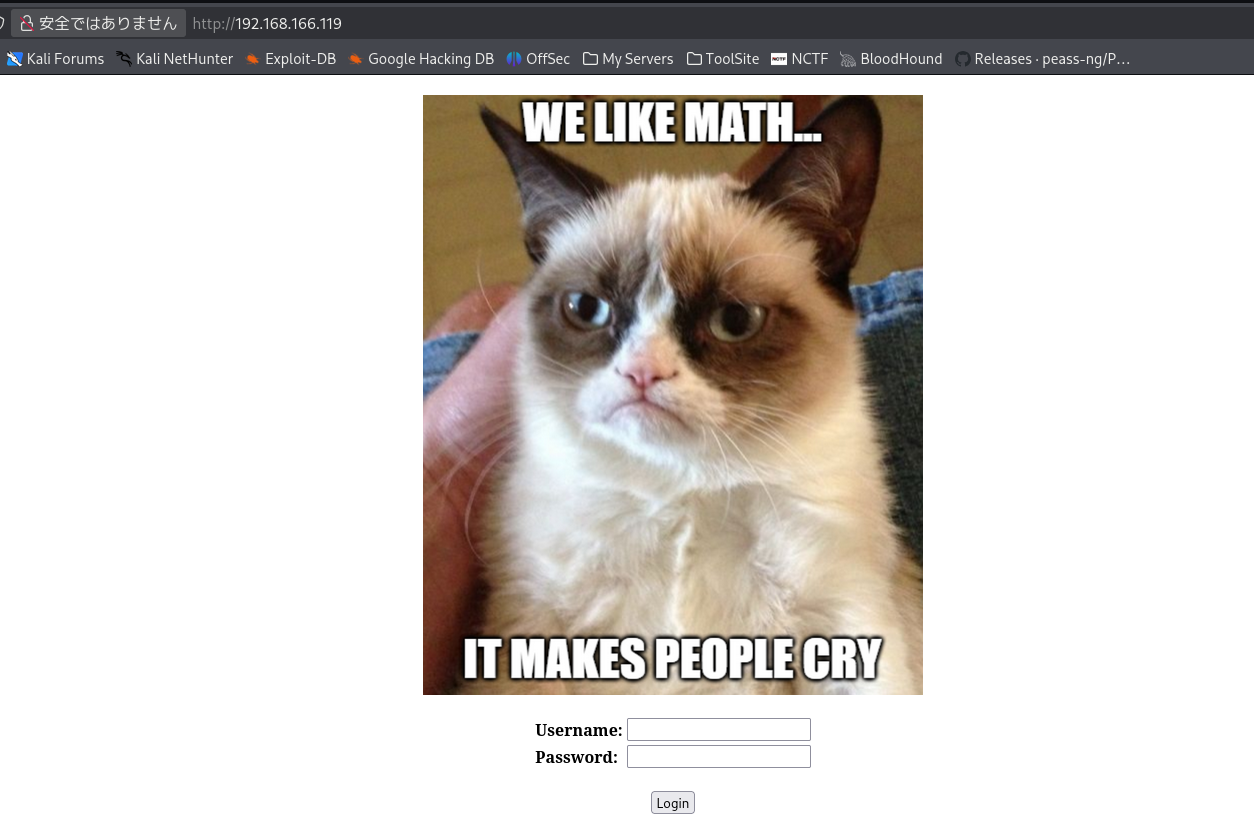 安全ではありません http://192.168.166.119
Kali Forums Kali NetHunter Exploit-DB Google Hacking DB OffSec My Servers ToolSite NCTF BloodHound Releases · peass-ng/P…
WE LIKE MATH...
IT MAKES PEOPLE CRY
Username:
Password:
Login